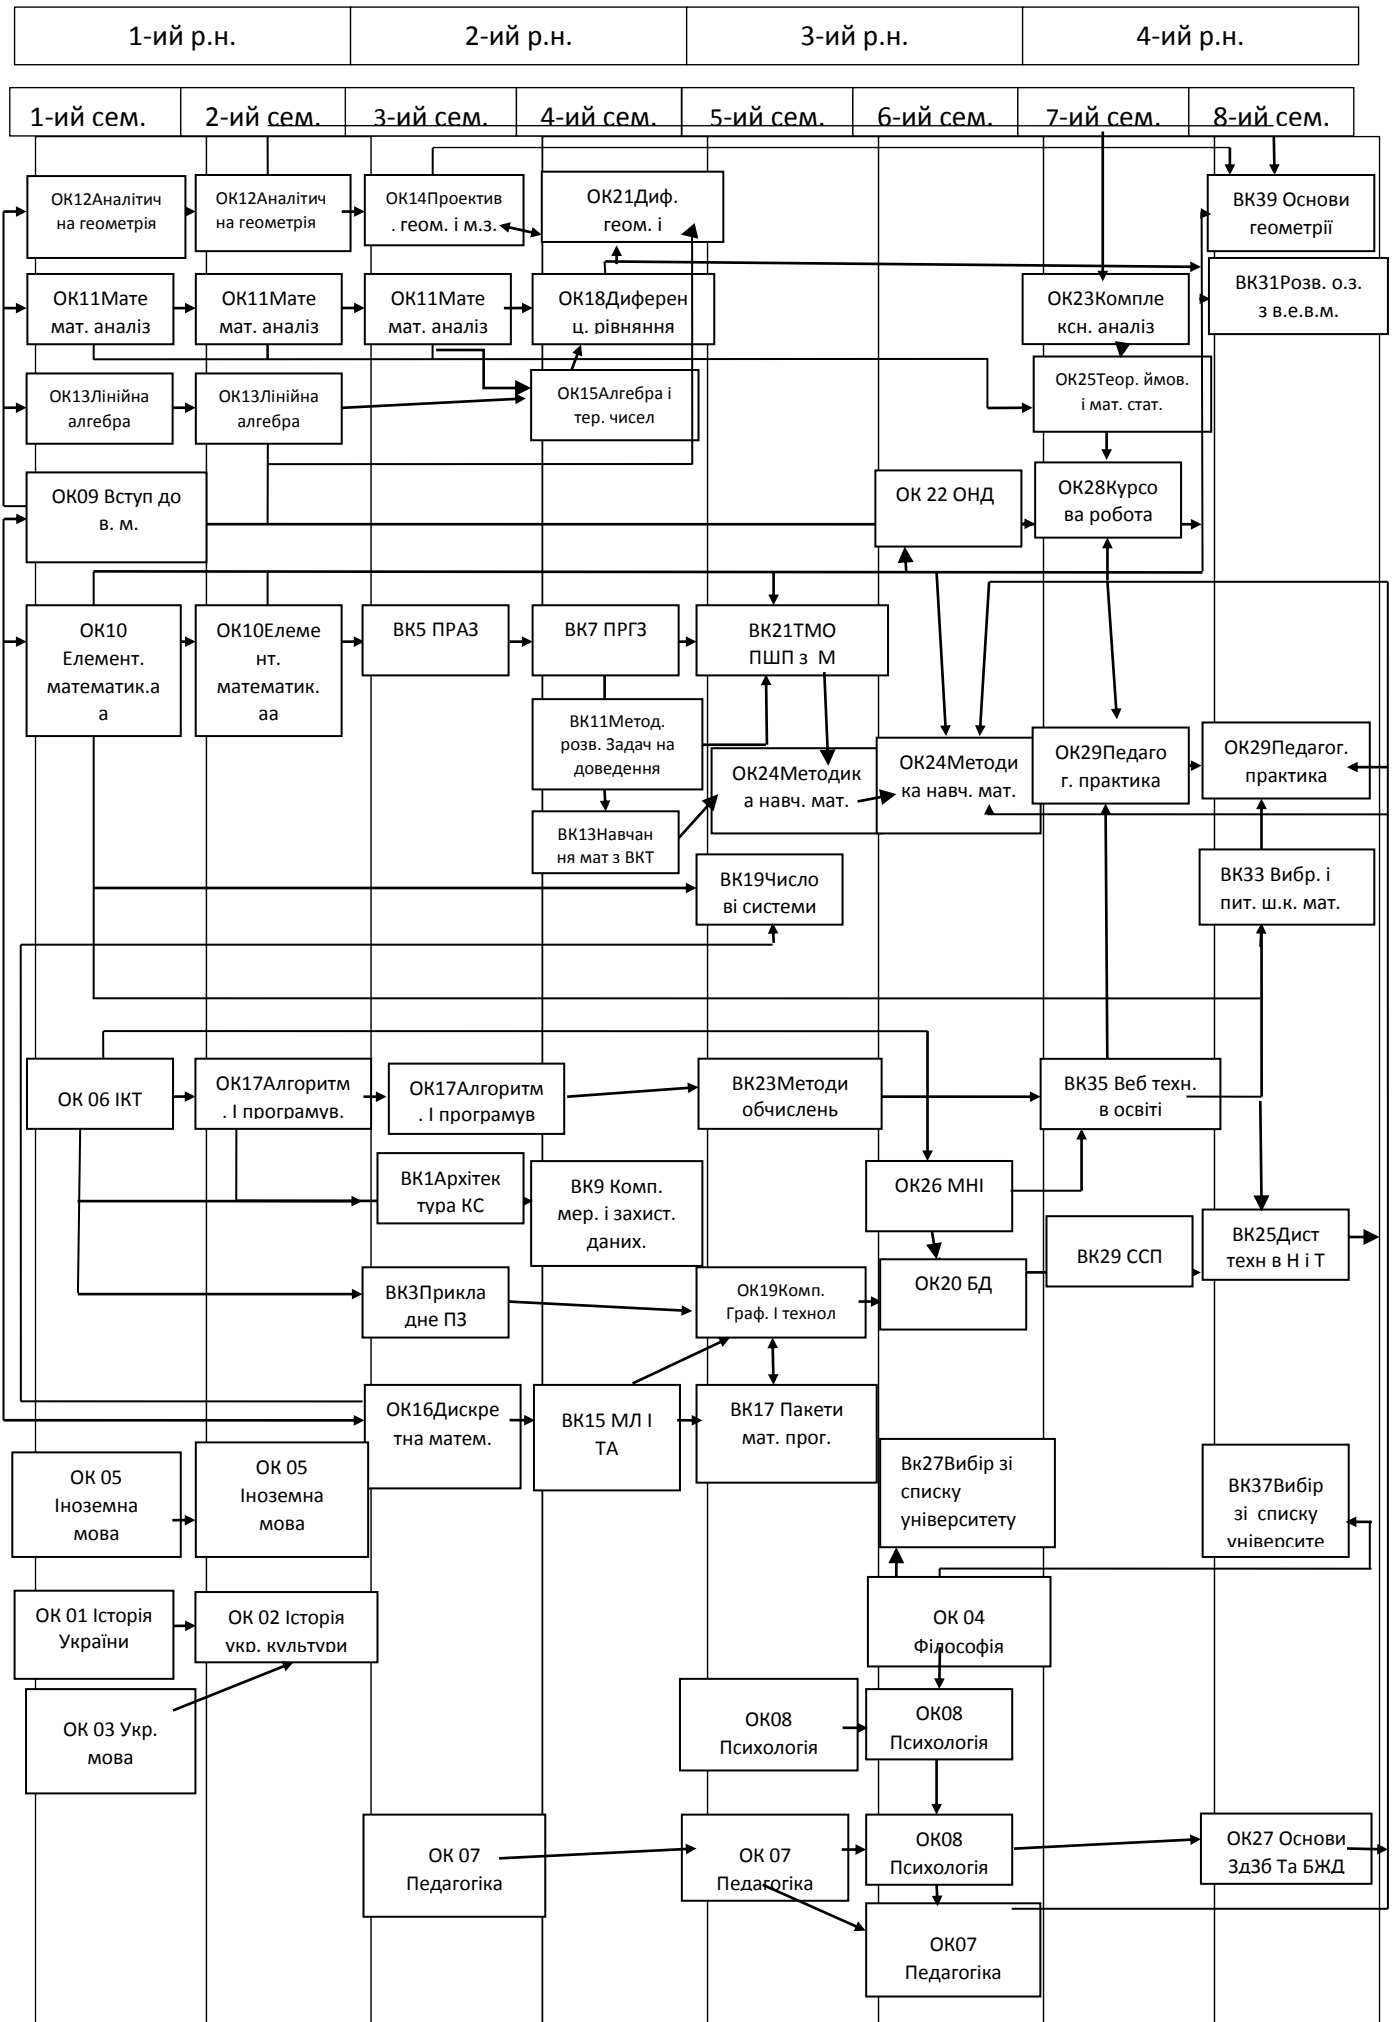 1-ий р.н.
2-ий р.н.
3-ий р.н.
4-ий р.н.
1-ий сем.
2-ий сем.
3-ий сем.
4-ий сем.
5-ий сем.
6-ий сем.
7-ий сем.
8-ий сем.
ОК12Аналітич
на геометрія
ОК12Аналітич
на геометрія
ОК14Проектив
. геом. і м.з.
ОК21Диф.
геом. і
ВК39 Основи
геометрії
ОК11Мате
мат. аналіз
ОК11Мате
мат. аналіз
ОК11Мате
мат. аналіз
ОК18Диферен
ц. рівняння
ОК23Компле
ксн. аналіз
ВК31Розв. о.з.
з в.е.в.м.
ОК13Лінійна
алгебра
ОК13Лінійна
алгебра
ОК15Алгебра і
тер. чисел
ОК25Теор. ймов.
і мат. стат.
ОК09 Вступ до
в. м.
ОК 22 ОНД
ОК28Курсо
ва робота
ОК10
Елемент.
математик.а
а
ОК10Елеме
нт.
математик.
аа
ВК5 ПРАЗ
ВК7 ПРГЗ
ВК21ТМО
ПШП з М
ВК11Метод.
розв. Задач на
доведення
ОК24Методик
а навч. мат.
ОК24Методи
ка навч. мат.
ОК29Педаго
г. практика
ОК29Педагог.
практика
ВК13Навчан
ня мат з ВКТ
ВК19Число
ві системи
ВК33 Вибр. і
пит. ш.к. мат.
ОК 06 ІКТ
ОК17Алгоритм
. І програмув.
ОК17Алгоритм
. І програмув
ВК23Методи
обчислень
ВК35 Веб техн.
в освіті
ВК1Архітек
тура КС
ВК9 Комп.
мер. і захист.
даних.
ОК26 МНІ
ВК25Дист
техн в Н і Т
ВК29 ССП
ВК3Прикла
дне ПЗ
ОК19Комп.
Граф. І технол
ОК20 БД
ОК16Дискре
тна матем.
ВК15 МЛ І
ТА
ВК17 Пакети
мат. прог.
ОК 05
Іноземна
мова
ОК 05
Іноземна
мова
Вк27Вибір зі
списку
університету
ВК37Вибір
зі списку
університе
ОК 01 Історія
України
ОК 02 Історія
укр. культури
ОК 04
Філософія
ОК 03 Укр.
мова
ОК08
Психологія
ОК08
Психологія
ОК 07
Педагогіка
ОК 07
Педагогіка
ОК08
Психологія
ОК27 Основи
ЗдЗб Та БЖД
ОК07
Педагогіка